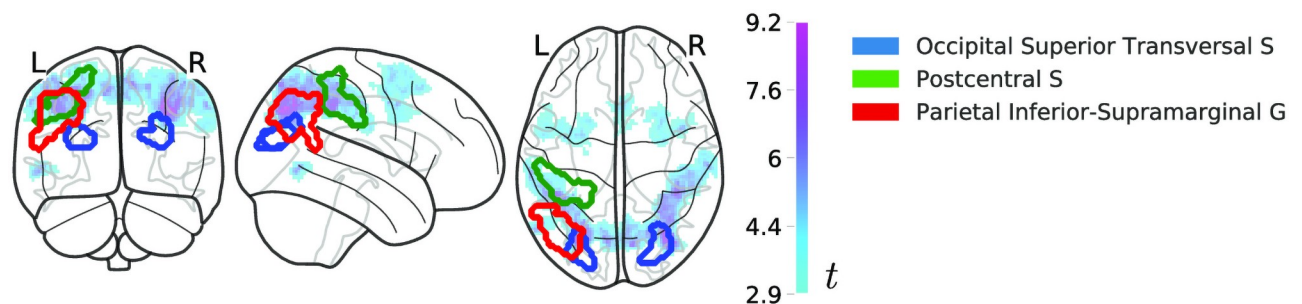 L R
L R
9.2
7.6
6
4.4
2.9
t
Occipital Superior Transversal S
Postcentral S
Parietal Inferior-Supramarginal G